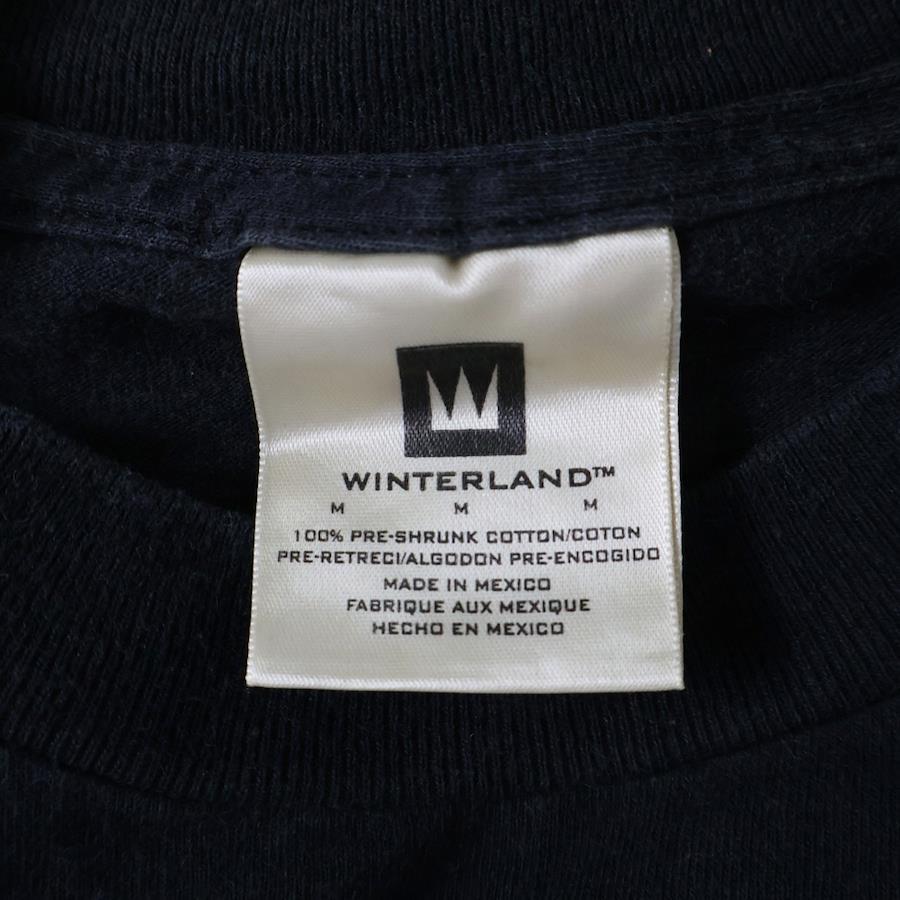 W
WINTERLAND™
M M M
100% PRE-SHRUNK COTTON/COTON
PRE-RETRECI/ALGODON PRE-ENCOGIDO
MADE IN MEXICO
FABRIQUE AUX MEXIQUE
HECHO EN MEXICO